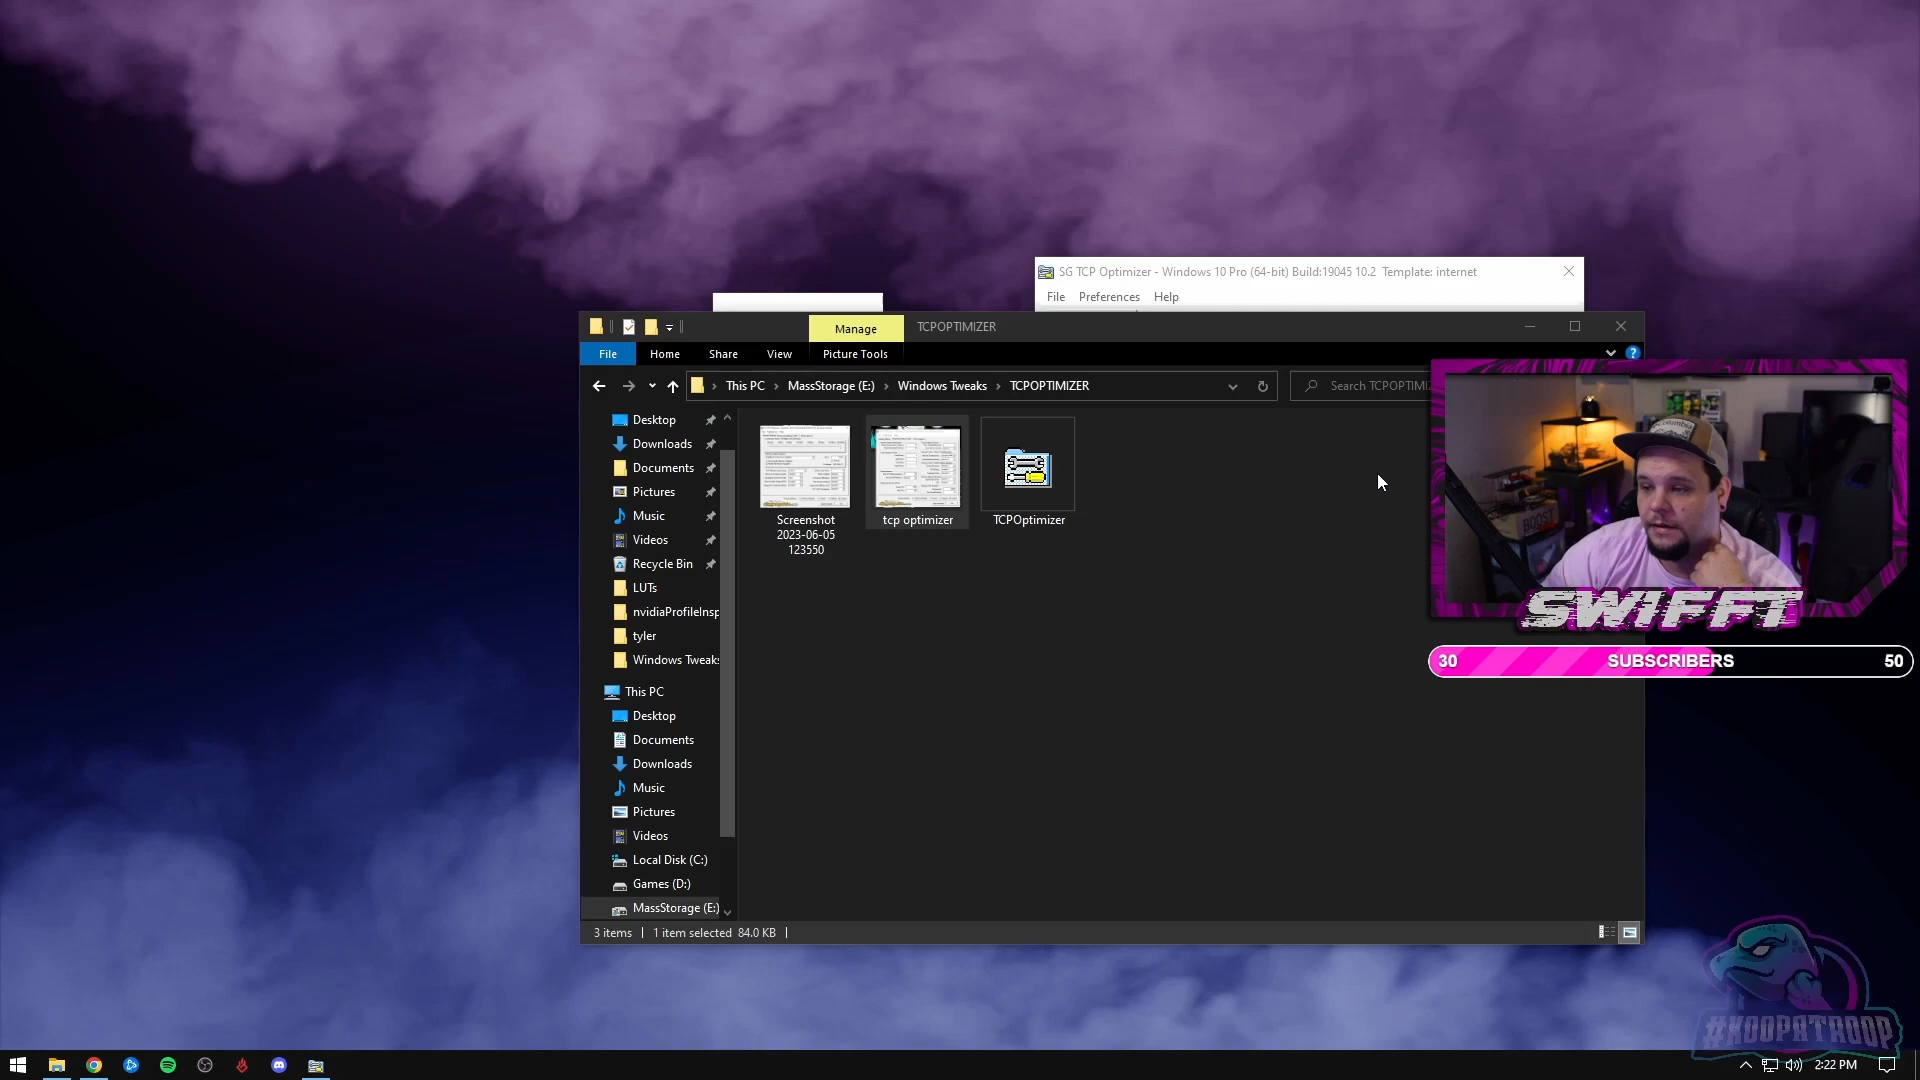 SG TCP Optimizer - Windows 10 Pro (64-bit) Build:19045 10.2 Template: internet
File Preferences Help
Manage TCPOPTIMIZER
File Home Share View Picture Tools
This PC › MassStorage (E:) › Windows Tweaks › TCPOPTIMIZER
Search TCPOPTIMI
Desktop
Downloads
Documents
Pictures
Music
Videos
Recycle Bin
LUTs
nvidiaProfileInsp
tyler
Windows Tweaks
This PC
Desktop
Documents
Downloads
Music
Pictures
Videos
Local Disk (C:)
Games (D:)
MassStorage (E:)
Screenshot
2023-06-05
123550
tcp optimizer
TCPOptimizer
3 items 1 item selected 84.0 KB
Columbia
BOOST
SWIFFT
30 SUBSCRIBERS 50
#KOOPATROOP
2:22 PM